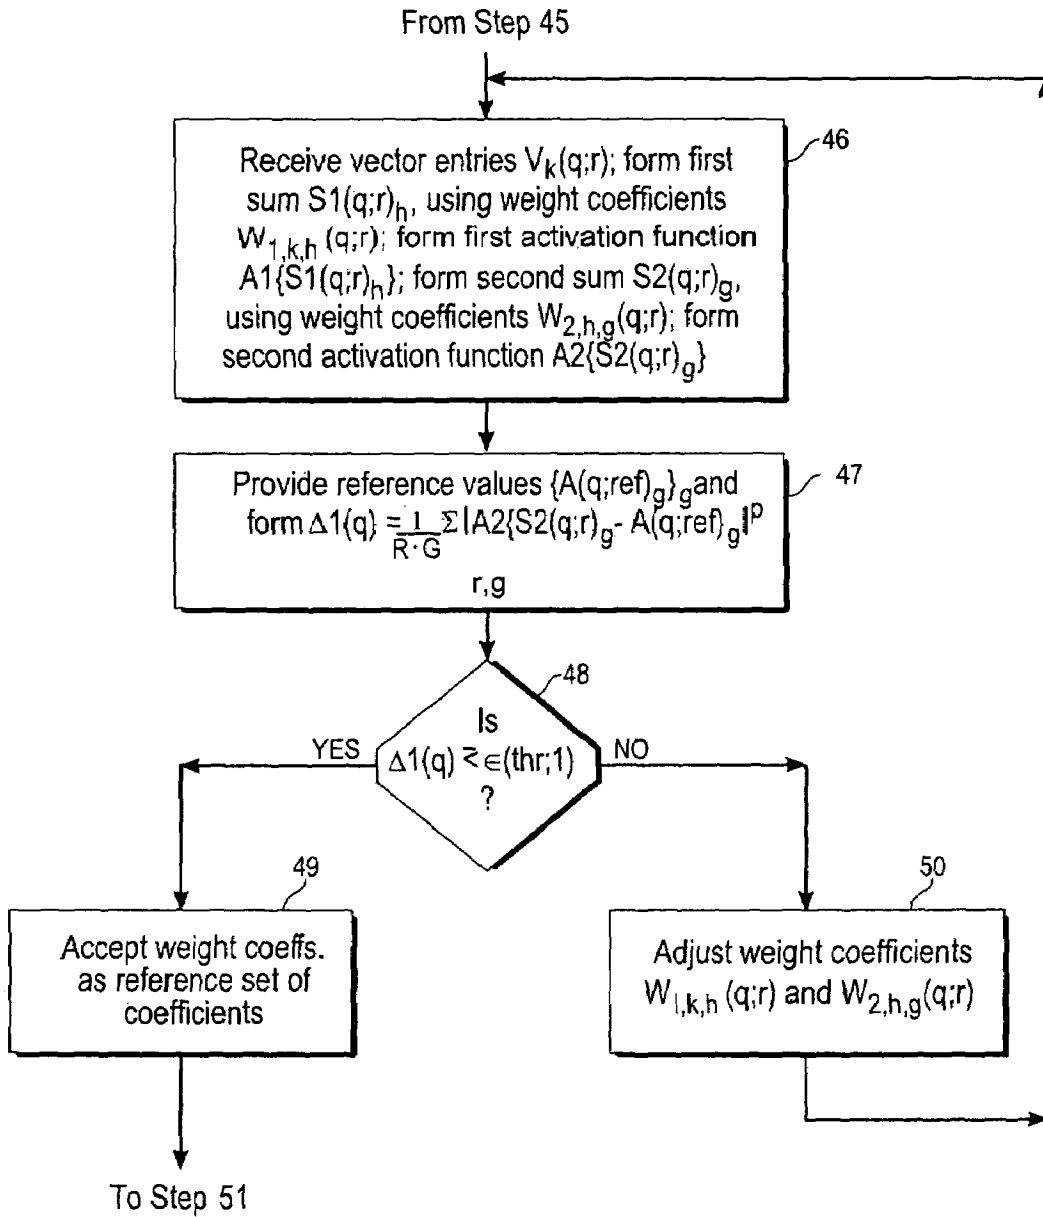 From Step 45
46
Receive vector entries V_k(q;r); form first
sum S1(q;r)_h, using weight coefficients
W_1,k,h (q;r); form first activation function
A1{S1(q;r)_h}; form second sum S2(q;r)_g,
using weight coefficients W_2,h,g(q;r); form
second activation function A2{S2(q;r)_g}
47
Provide reference values {A(q;ref)_g}_g and
form Δ1(q) = 1/R·G Σ |A2{S2(q;r)_g - A(q;ref)_g|^p
r,g
48
Is
Δ1(q) ≷ ∈(thr;1)
?
YES
NO
49
Accept weight coeffs.
as reference set of
coefficients
50
Adjust weight coefficients
W_1,k,h (q;r) and W_2,h,g(q;r)
To Step 51